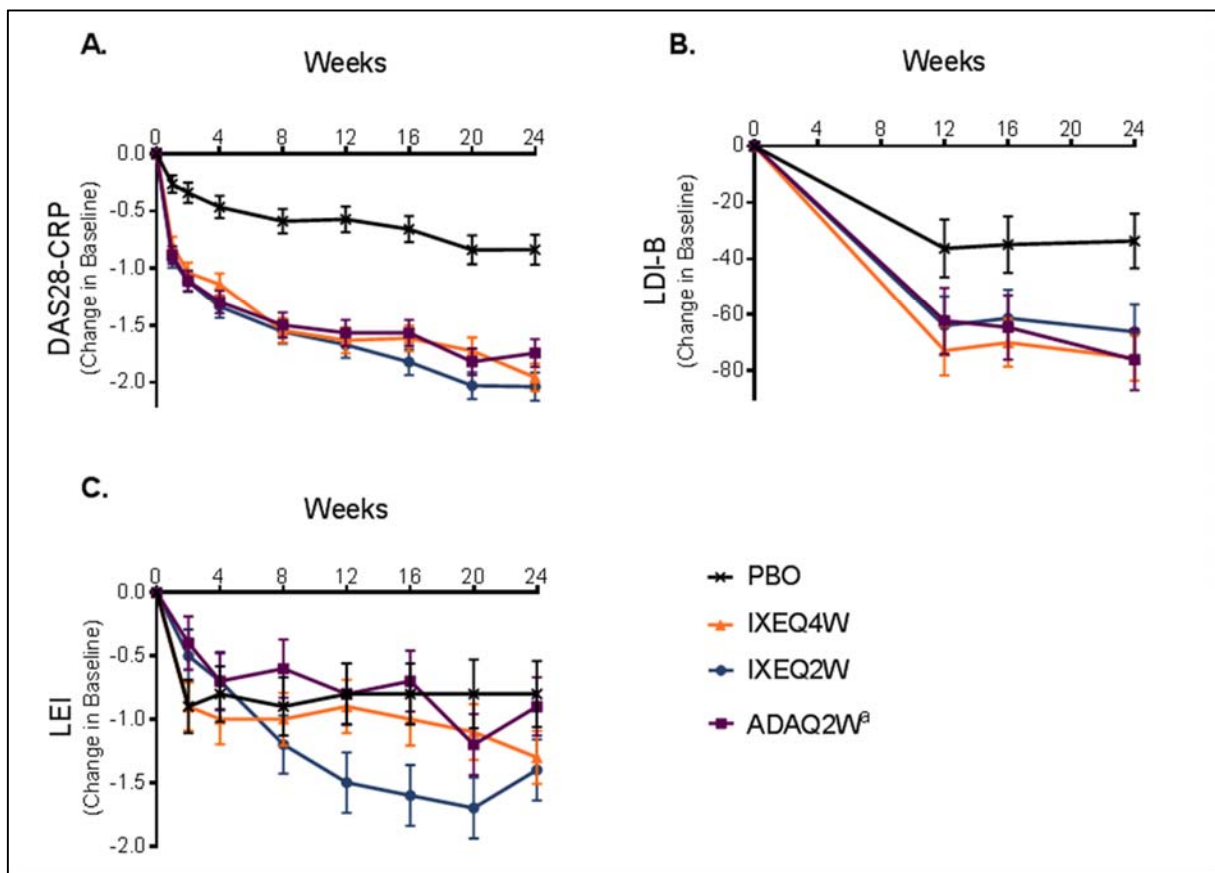 A.
Weeks
0 4 8 12 16 20 24
0.0
-0.5
-1.0
-1.5
-2.0
DAS28-CRP
(Change in Baseline)
B.
Weeks
0 4 8 12 16 20 24
0
-20
-40
-60
-80
LDI-B
(Change in Baseline)
C.
Weeks
0 4 8 12 16 20 24
0.0
-0.5
-1.0
-1.5
-2.0
LEI
(Change in Baseline)
PBO
IXEQ4W
IXEQ2W
ADAQ2Wª